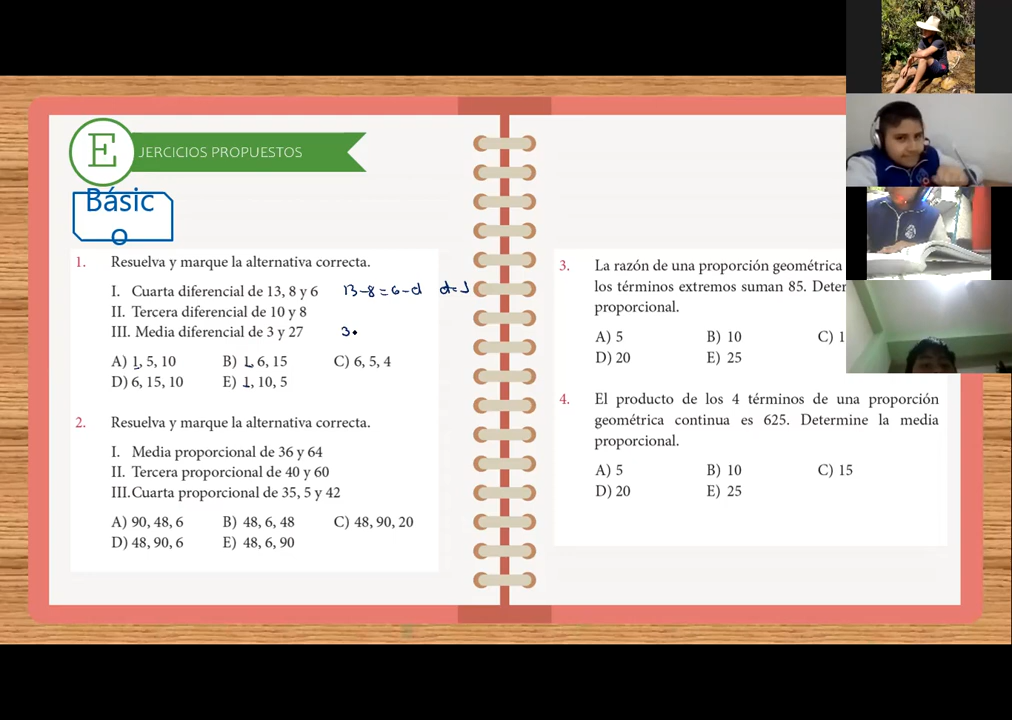 E JERCICIOS PROPUESTOS
Básic
o
1. Resuelva y marque la alternativa correcta.
I. Cuarta diferencial de 13, 8 y 6 13-8=6-d d=1
II. Tercera diferencial de 10 y 8
III. Media diferencial de 3 y 27 3
A) 1, 5, 10 B) 1, 6, 15 C) 6, 5, 4
D) 6, 15, 10 E) 1, 10, 5
2. Resuelva y marque la alternativa correcta.
I. Media proporcional de 36 y 64
II. Tercera proporcional de 40 y 60
III.Cuarta proporcional de 35, 5 y 42
A) 90, 48, 6 B) 48, 6, 48 C) 48, 90, 20
D) 48, 90, 6 E) 48, 6, 90
3. La razón de una proporción geométrica
los términos extremos suman 85. Deter
proporcional.
A) 5 B) 10 C) 1
D) 20 E) 25
4. El producto de los 4 términos de una proporción
geométrica continua es 625. Determine la media
proporcional.
A) 5 B) 10 C) 15
D) 20 E) 25